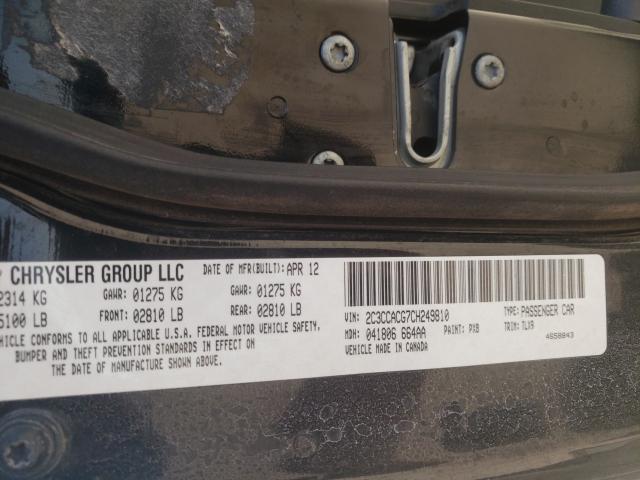 CHRYSLER GROUP LLC DATE OF MFR(BUILT): APR 12
2314 KG GAWR: 01275 KG GAWR: 01275 KG
5100 LB FRONT: 02810 LB REAR: 02810 LB
VEHICLE CONFORMS TO ALL APPLICABLE U.S.A. FEDERAL MOTOR VEHICLE SAFETY,
BUMPER AND THEFT PREVENTION STANDARDS IN EFFECT ON
THE DATE OF MANUFACTURE SHOWN ABOVE.
VIN: 2C3CCACG7CH249810 TYPE: PASSENGER CAR
MDH: 041806 664AA PAINT: PX8 TRIM: TLX9
VEHICLE MADE IN CANADA 4658843